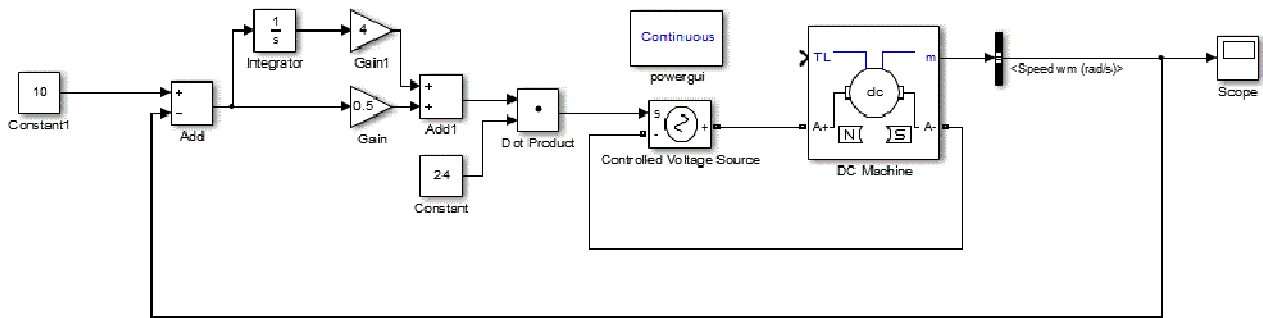 1
s
Integrator
4
Gain1
Continuous
powergui
TL
m
dc
A+
N
S
A-
DC Machine
<Speed wm (rad/s)>
Scope
10
Constant1
+
−
Add
0.5
Gain
+
+
Add1
Dot Product
24
Constant
s
-
+
Controlled Voltage Source